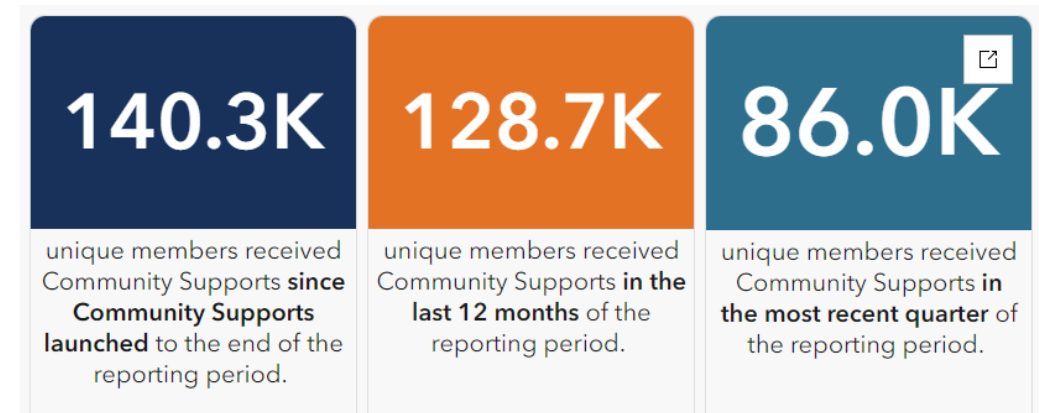 140.3K
unique members received
Community Supports since
Community Supports
launched to the end of the
reporting period.
128.7K
unique members received
Community Supports in the
last 12 months of the
reporting period.
86.0K
unique members received
Community Supports in
the most recent quarter of
the reporting period.